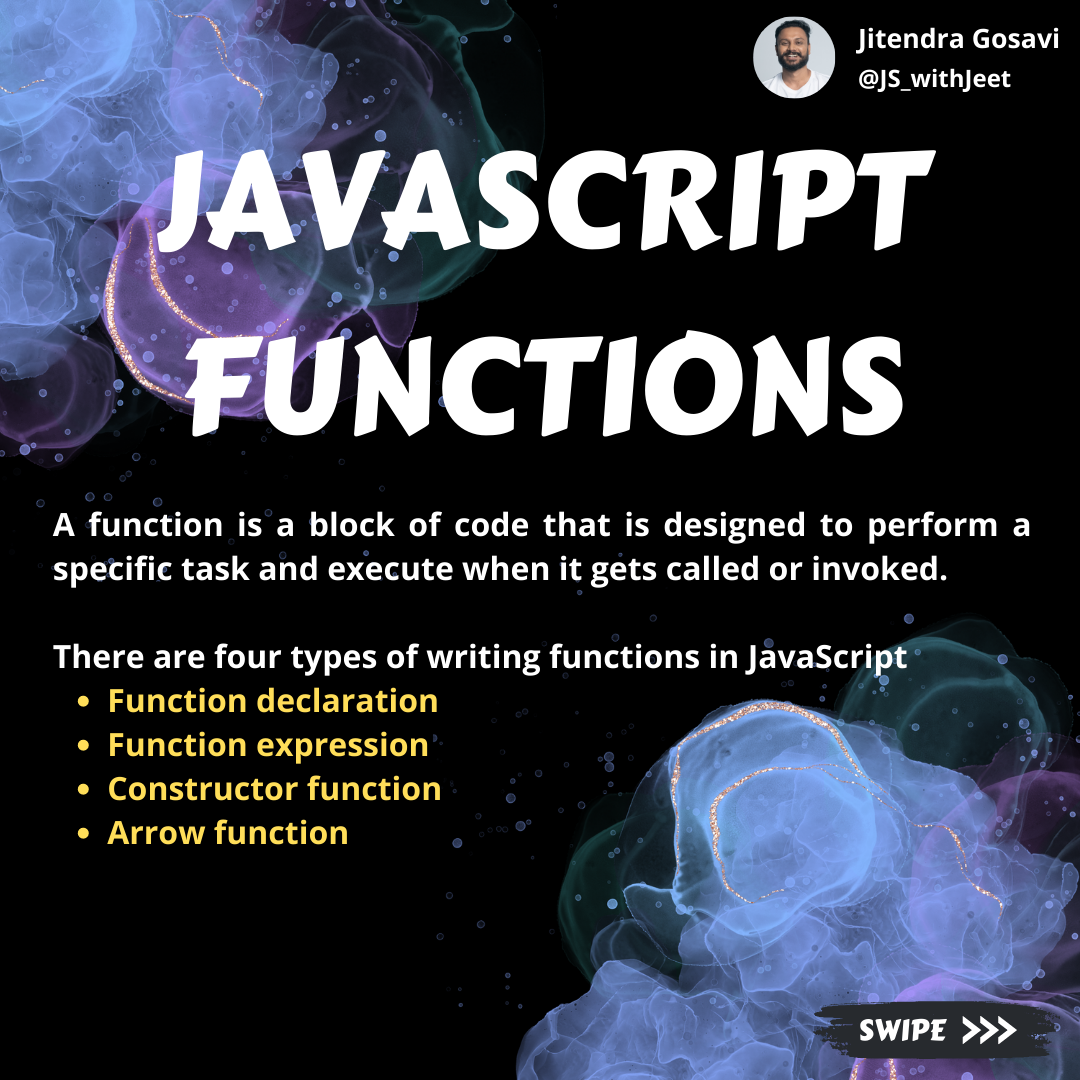 Jitendra Gosavi
@JS_withJeet
JAVASCRIPT
FUNCTIONS
A function is a block of code that is designed to perform a
specific task and execute when it gets called or invoked.
There are four types of writing functions in JavaScript
• Function declaration
• Function expression
• Constructor function
• Arrow function
SWIPE >>>